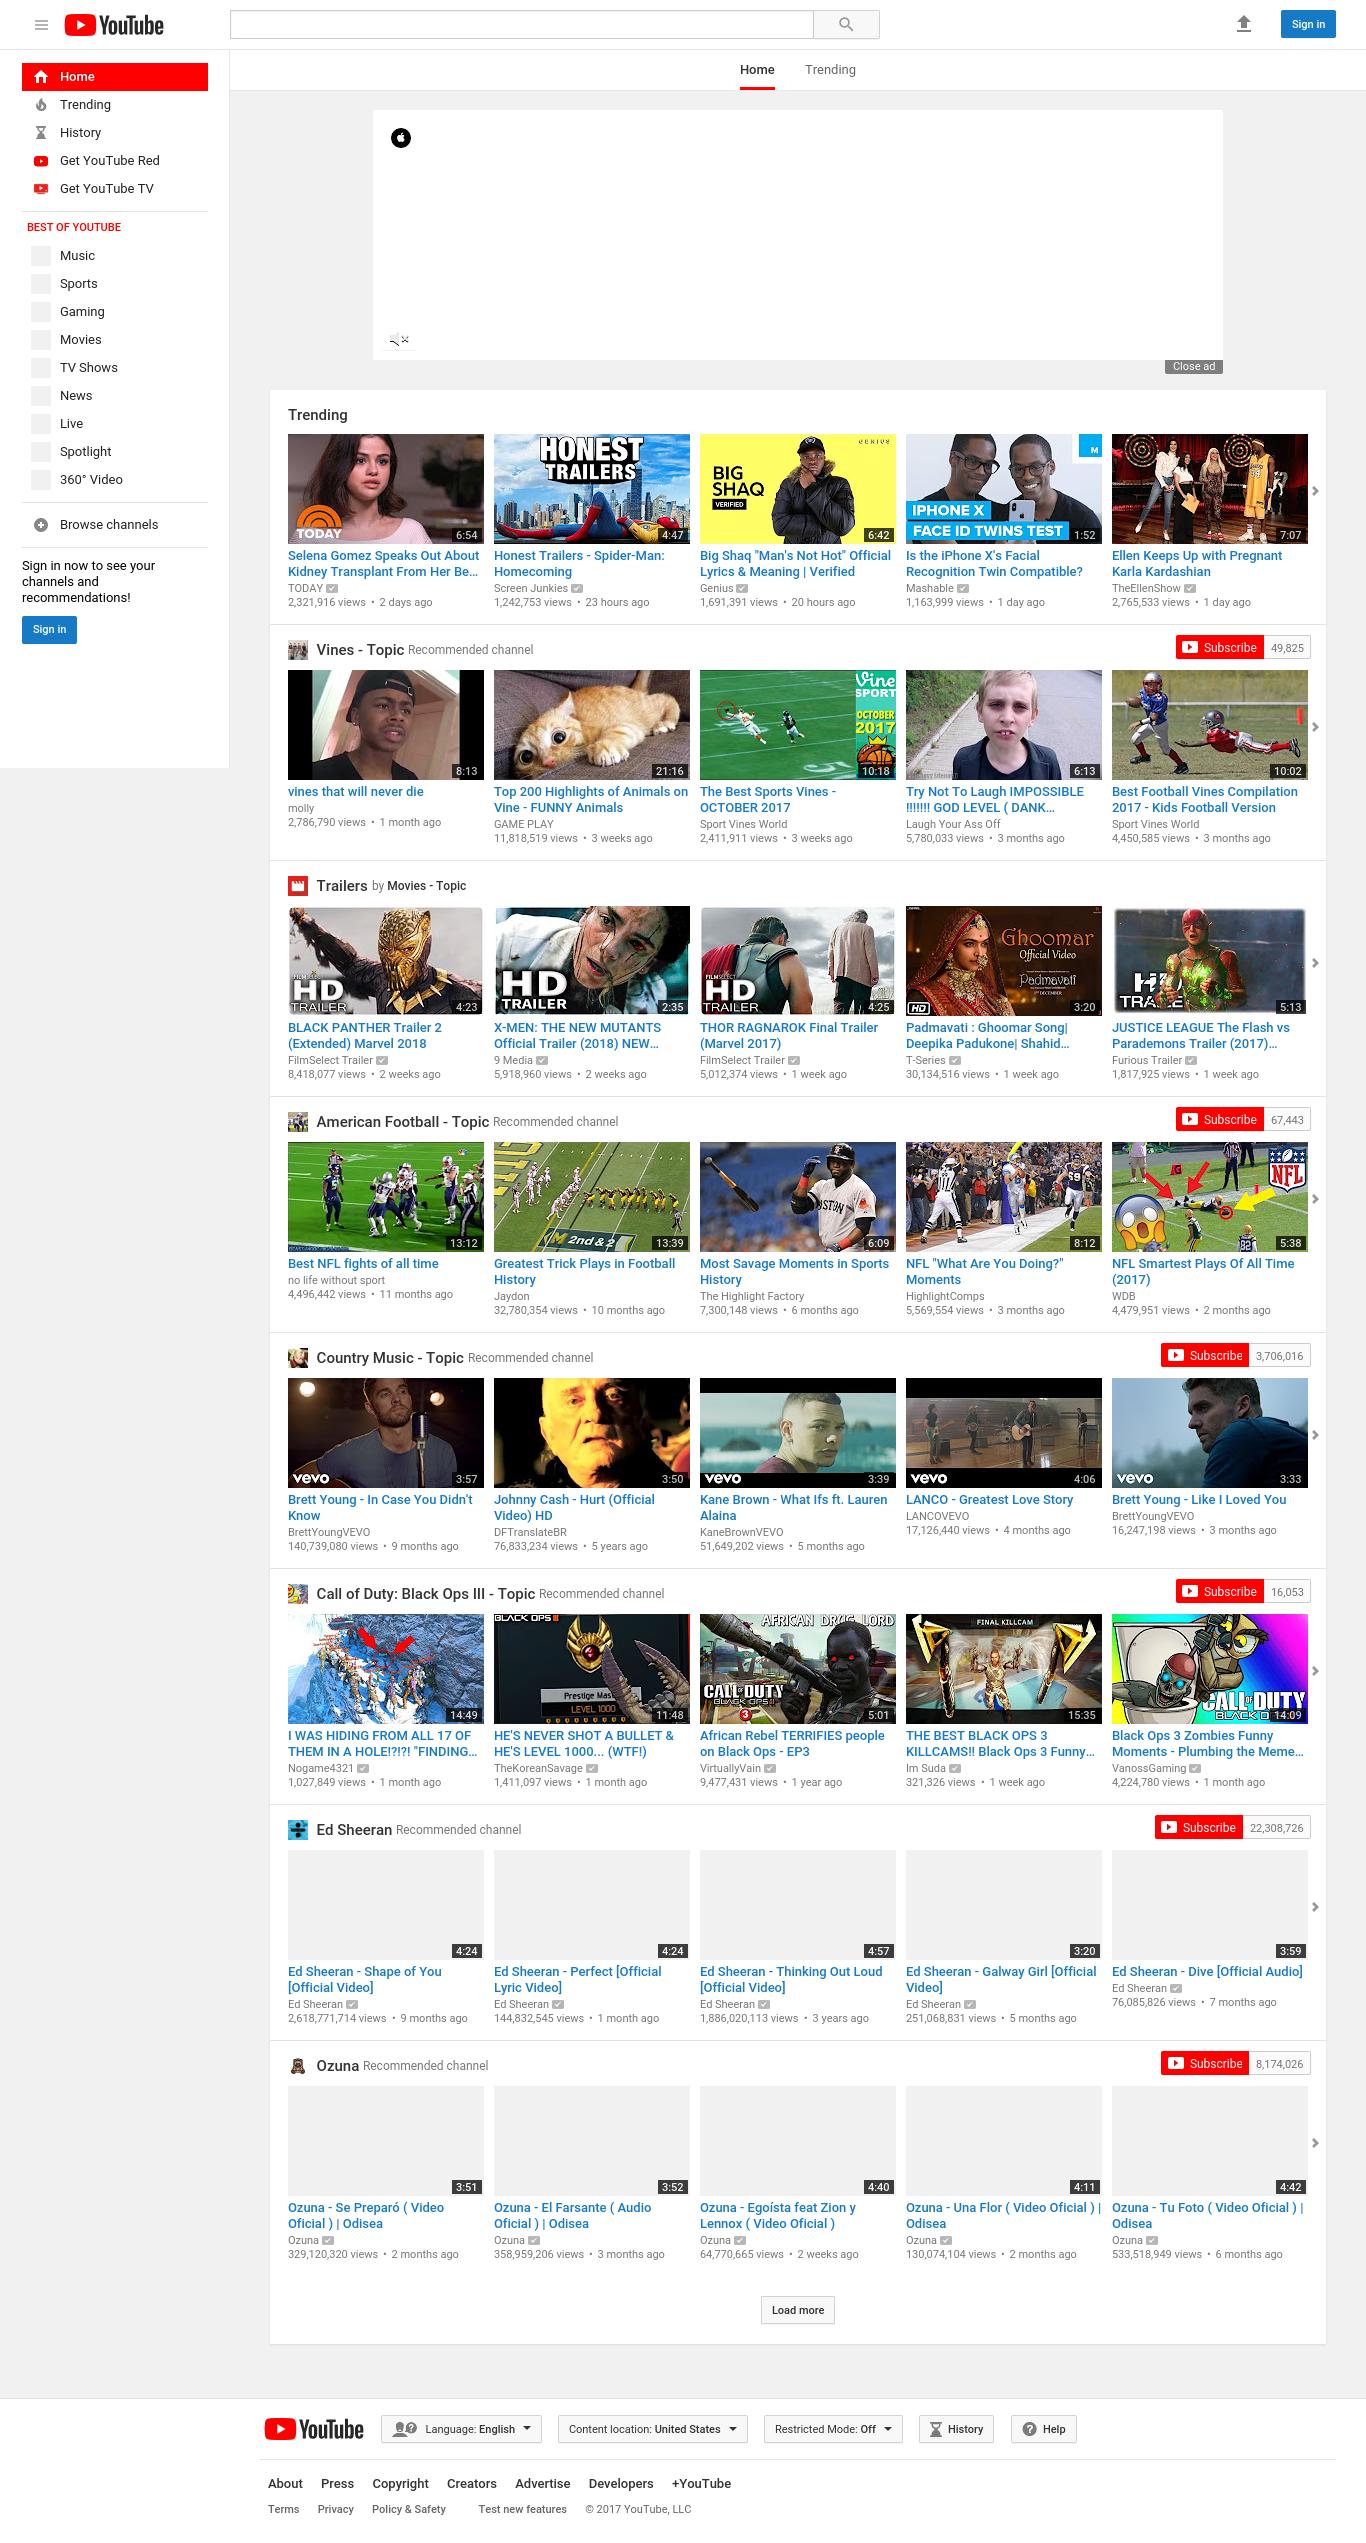 YouTube
Sign in
Home
Trending
History
Get YouTube Red
Get YouTube TV
BEST OF YOUTUBE
Music
Sports
Gaming
Movies
TV Shows
News
Live
Spotlight
360° Video
Browse channels
Sign in now to see your
channels and
recommendations!
Sign in
Home Trending
Close ad
Trending
TODAY 6:54
HONEST TRAILERS 4:47
GENIUS BIG SHAQ VERIFIED 6:42
M IPHONE X FACE ID TWINS TEST 1:52
7:07
Selena Gomez Speaks Out About
Kidney Transplant From Her Be...
TODAY
2,321,916 views • 2 days ago
Honest Trailers - Spider-Man:
Homecoming
Screen Junkies
1,242,753 views • 23 hours ago
Big Shaq "Man's Not Hot" Official
Lyrics & Meaning | Verified
Genius
1,691,391 views • 20 hours ago
Is the iPhone X's Facial
Recognition Twin Compatible?
Mashable
1,163,999 views • 1 day ago
Ellen Keeps Up with Pregnant
Karla Kardashian
TheEllenShow
2,765,533 views • 1 day ago
Vines - Topic Recommended channel
Subscribe 49,825
8:13
21:16
Vine SPORT OCTOBER 2017 10:18
6:13
10:02
vines that will never die
molly
2,786,790 views • 1 month ago
Top 200 Highlights of Animals on
Vine - FUNNY Animals
GAME PLAY
11,818,519 views • 3 weeks ago
The Best Sports Vines -
OCTOBER 2017
Sport Vines World
2,411,911 views • 3 weeks ago
Try Not To Laugh IMPOSSIBLE
!!!!!!! GOD LEVEL ( DANK...
Laugh Your Ass Off
5,780,033 views • 3 months ago
Best Football Vines Compilation
2017 - Kids Football Version
Sport Vines World
4,450,585 views • 3 months ago
Trailers by Movies - Topic
HD TRAILER 4:23
HD TRAILER 2:35
FILMSELECT HD TRAILER 4:25
Ghoomar Official Video Padmavati HD 3:20
5:13
BLACK PANTHER Trailer 2
(Extended) Marvel 2018
FilmSelect Trailer
8,418,077 views • 2 weeks ago
X-MEN: THE NEW MUTANTS
Official Trailer (2018) NEW...
9 Media
5,918,960 views • 2 weeks ago
THOR RAGNAROK Final Trailer
(Marvel 2017)
FilmSelect Trailer
5,012,374 views • 1 week ago
Padmavati : Ghoomar Song|
Deepika Padukone| Shahid...
T-Series
30,134,516 views • 1 week ago
JUSTICE LEAGUE The Flash vs
Parademons Trailer (2017)...
Furious Trailer
1,817,925 views • 1 week ago
American Football - Topic Recommended channel
Subscribe 67,443
13:12
M 2nd & 2 13:39
6:09
8:12
NFL 5:38
Best NFL fights of all time
no life without sport
4,496,442 views • 11 months ago
Greatest Trick Plays in Football
History
Jaydon
32,780,354 views • 10 months ago
Most Savage Moments in Sports
History
The Highlight Factory
7,300,148 views • 6 months ago
NFL "What Are You Doing?"
Moments
HighlightComps
5,569,554 views • 3 months ago
NFL Smartest Plays Of All Time
(2017)
WDB
4,479,951 views • 2 months ago
Country Music - Topic Recommended channel
Subscribe 3,706,016
vevo 3:57
3:50
vevo 3:39
vevo 4:06
vevo 3:33
Brett Young - In Case You Didn't
Know
BrettYoungVEVO
140,739,080 views • 9 months ago
Johnny Cash - Hurt (Official
Video) HD
DFTranslateBR
76,833,234 views • 5 years ago
Kane Brown - What Ifs ft. Lauren
Alaina
KaneBrownVEVO
51,649,202 views • 5 months ago
LANCO - Greatest Love Story
LANCOVEVO
17,126,440 views • 4 months ago
Brett Young - Like I Loved You
BrettYoungVEVO
16,247,198 views • 3 months ago
Call of Duty: Black Ops III - Topic Recommended channel
Subscribe 16,053
14:49
BLACK OPS III LEVEL 1000 11:48
AFRICAN DRUG LORD CALL OF DUTY BLACK OPS II 3 5:01
FINAL KILLCAM 15:35
CALL OF DUTY 14:09
I WAS HIDING FROM ALL 17 OF
THEM IN A HOLE!?!?! "FINDING...
Nogame4321
1,027,849 views • 1 month ago
HE'S NEVER SHOT A BULLET &
HE'S LEVEL 1000... (WTF!)
TheKoreanSavage
1,411,097 views • 1 month ago
African Rebel TERRIFIES people
on Black Ops - EP3
VirtuallyVain
9,477,431 views • 1 year ago
THE BEST BLACK OPS 3
KILLCAMS!! Black Ops 3 Funny...
Im Suda
321,326 views • 1 week ago
Black Ops 3 Zombies Funny
Moments - Plumbing the Meme...
VanossGaming
4,224,780 views • 1 month ago
Ed Sheeran Recommended channel
Subscribe 22,308,726
4:24
4:24
4:57
3:20
3:59
Ed Sheeran - Shape of You
[Official Video]
Ed Sheeran
2,618,771,714 views • 9 months ago
Ed Sheeran - Perfect [Official
Lyric Video]
Ed Sheeran
144,832,545 views • 1 month ago
Ed Sheeran - Thinking Out Loud
[Official Video]
Ed Sheeran
1,886,020,113 views • 3 years ago
Ed Sheeran - Galway Girl [Official
Video]
Ed Sheeran
251,068,831 views • 5 months ago
Ed Sheeran - Dive [Official Audio]
Ed Sheeran
76,085,826 views • 7 months ago
Ozuna Recommended channel
Subscribe 8,174,026
3:51
3:52
4:40
4:11
4:42
Ozuna - Se Preparó ( Video
Oficial ) | Odisea
Ozuna
329,120,320 views • 2 months ago
Ozuna - El Farsante ( Audio
Oficial ) | Odisea
Ozuna
358,959,206 views • 3 months ago
Ozuna - Egoísta feat Zion y
Lennox ( Video Oficial )
Ozuna
64,770,665 views • 2 weeks ago
Ozuna - Una Flor ( Video Oficial ) |
Odisea
Ozuna
130,074,104 views • 2 months ago
Ozuna - Tu Foto ( Video Oficial ) |
Odisea
Ozuna
533,518,949 views • 6 months ago
Load more
YouTube Language: English Content location: United States Restricted Mode: Off History Help
About Press Copyright Creators Advertise Developers +YouTube
Terms Privacy Policy & Safety Test new features © 2017 YouTube, LLC